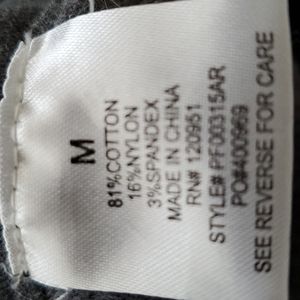 M
81%COTTON
16%NYLON
3%SPANDEX
MADE IN CHINA
RN# 120951
STYLE# PF00315AR
PO#400969
SEE REVERSE FOR CARE